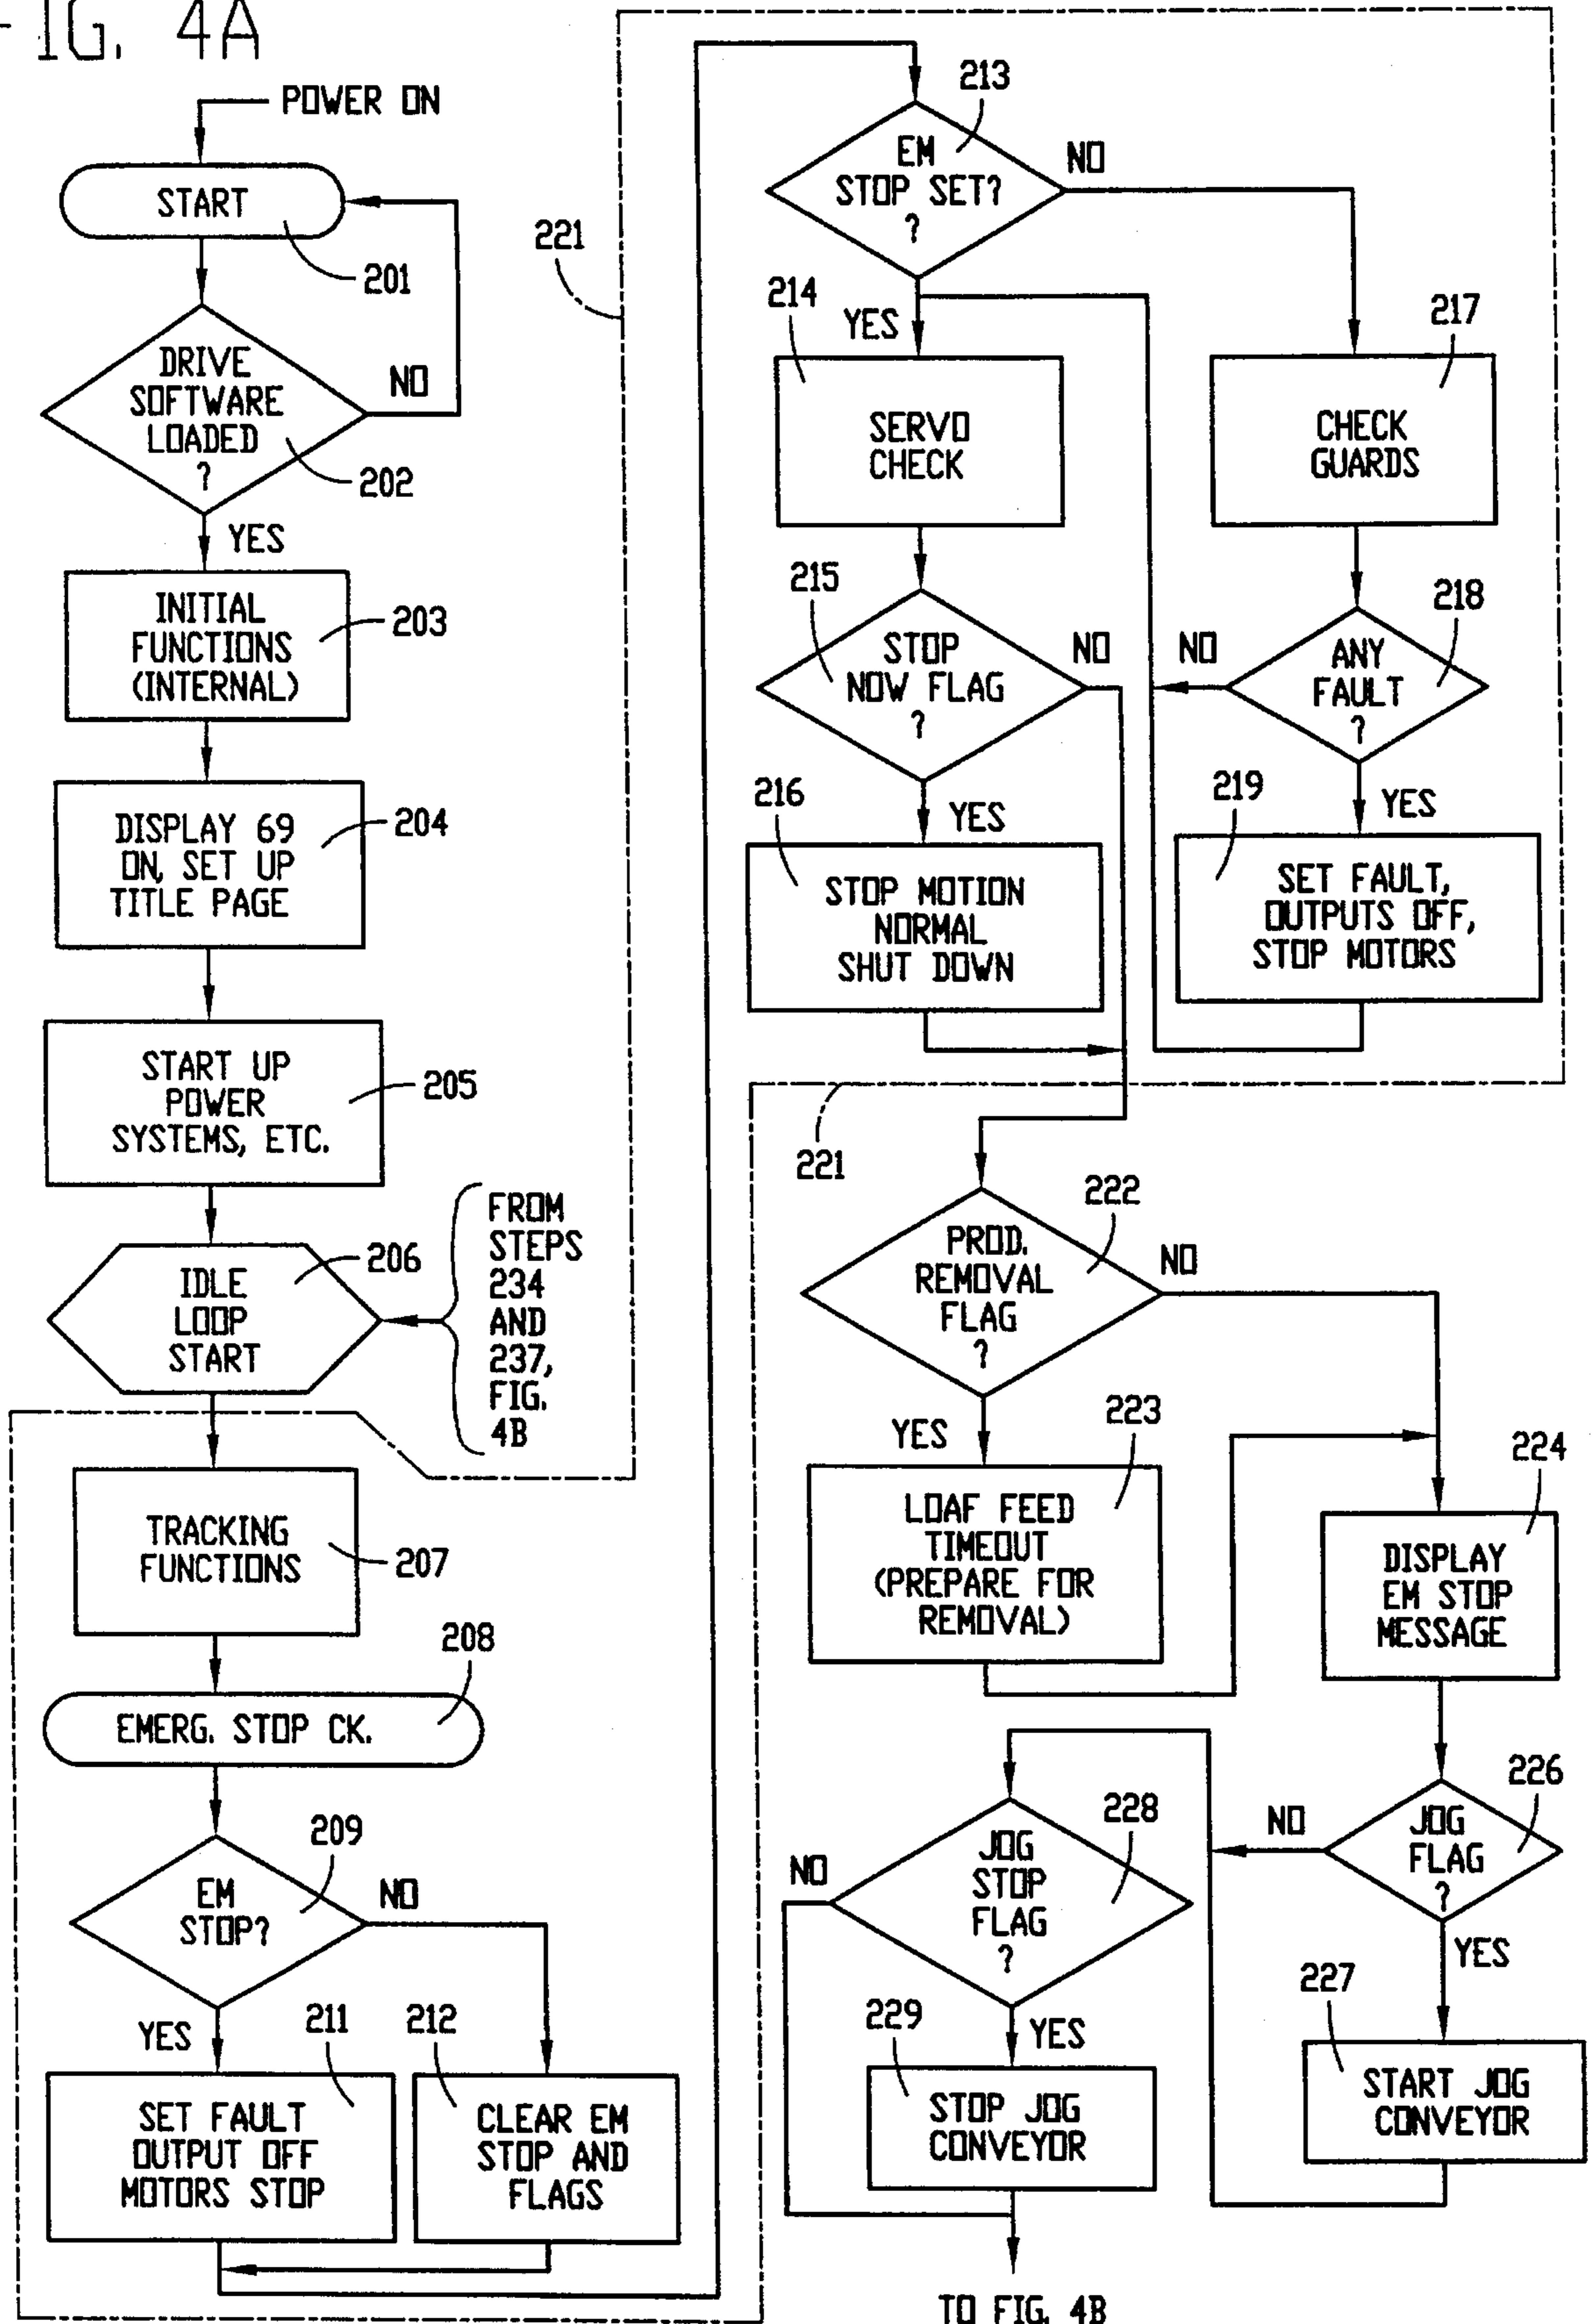 FIG. 4A
POWER ON
START
201
DRIVE
SOFTWARE
LOADED
?
202
NO
YES
INITIAL
FUNCTIONS
(INTERNAL)
203
DISPLAY 69
ON, SET UP
TITLE PAGE
204
START UP
POWER
SYSTEMS, ETC.
205
IDLE
LOOP
START
206
FROM
STEPS
234
AND
237,
FIG.
4B
TRACKING
FUNCTIONS
207
208
EMERG. STOP CK.
209
EM
STOP?
NO
YES
211
SET FAULT
OUTPUT OFF
MOTORS STOP
212
CLEAR EM
STOP AND
FLAGS
221
213
EM
STOP SET?
?
NO
YES
214
SERVO
CHECK
217
CHECK
GUARDS
215
STOP
NOW FLAG
?
NO
YES
218
ANY
FAULT
?
NO
YES
216
STOP MOTION
NORMAL
SHUT DOWN
219
SET FAULT,
OUTPUTS OFF,
STOP MOTORS
221
222
PROD.
REMOVAL
FLAG
?
NO
YES
223
LOAF FEED
TIMEOUT
(PREPARE FOR
REMOVAL)
224
DISPLAY
EM STOP
MESSAGE
226
JOG
FLAG
?
NO
YES
227
START JOG
CONVEYOR
228
JOG
STOP
FLAG
?
NO
YES
229
STOP JOG
CONVEYOR
TO FIG. 4B